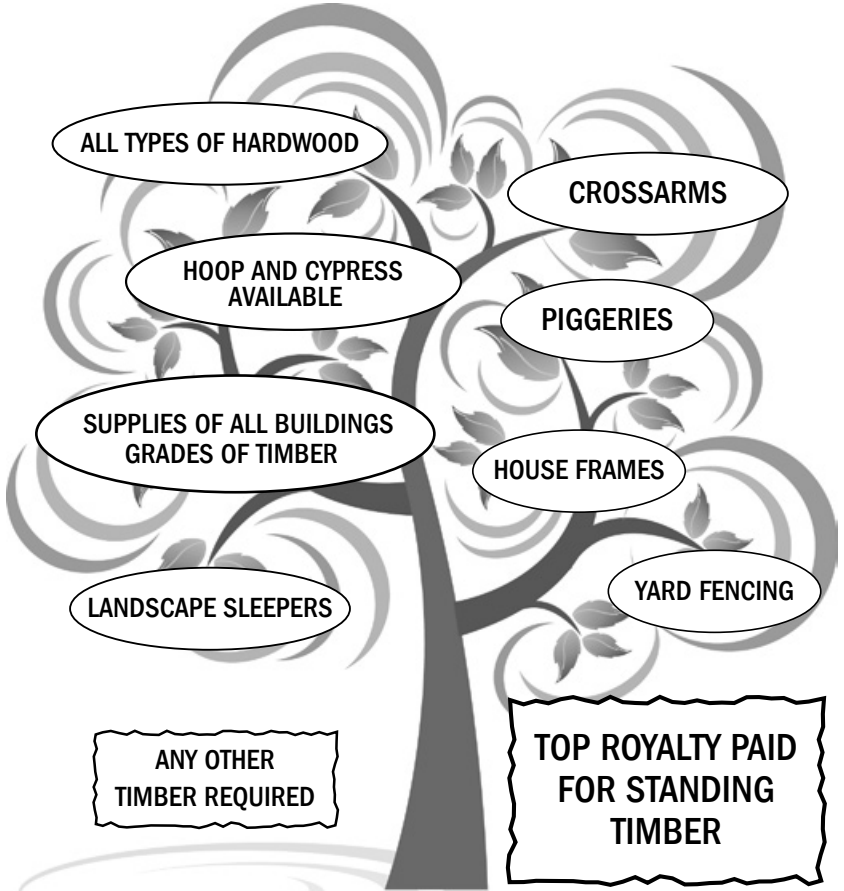 ALL TYPES OF HARDWOOD
CROSSARMS
HOOP AND CYPRESS
AVAILABLE
PIGGERIES
SUPPLIES OF ALL BUILDINGS
GRADES OF TIMBER
HOUSE FRAMES
LANDSCAPE SLEEPERS
YARD FENCING
ANY OTHER
TIMBER REQUIRED
TOP ROYALTY PAID
FOR STANDING
TIMBER